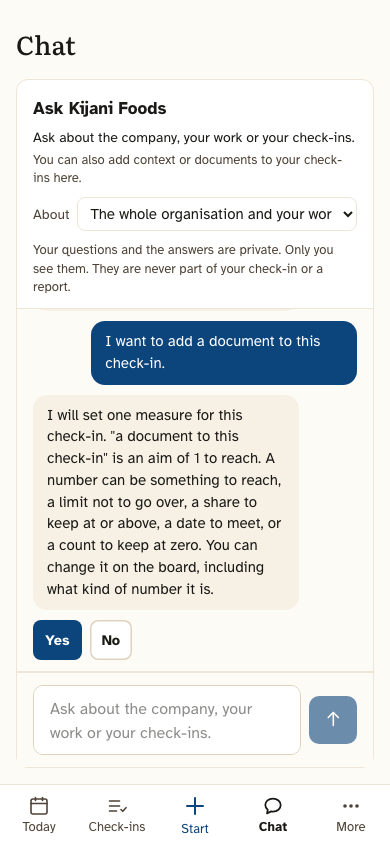 Chat
Ask Kijani Foods
Ask about the company, your work or your check-ins.
You can also add context or documents to your check-
ins here.
About
The whole organisation and your wor
Your questions and the answers are private. Only you
see them. They are never part of your check-in or a
report.
I want to add a document to this
check-in.
I will set one measure for this
check-in. "a document to this
check-in" is an aim of 1 to reach. A
number can be something to reach,
a limit not to go over, a share to
keep at or above, a date to meet, or
a count to keep at zero. You can
change it on the board, including
what kind of number it is.
Yes
No
Ask about the company, your
work or your check-ins.
Today
Check-ins
Start
Chat
More